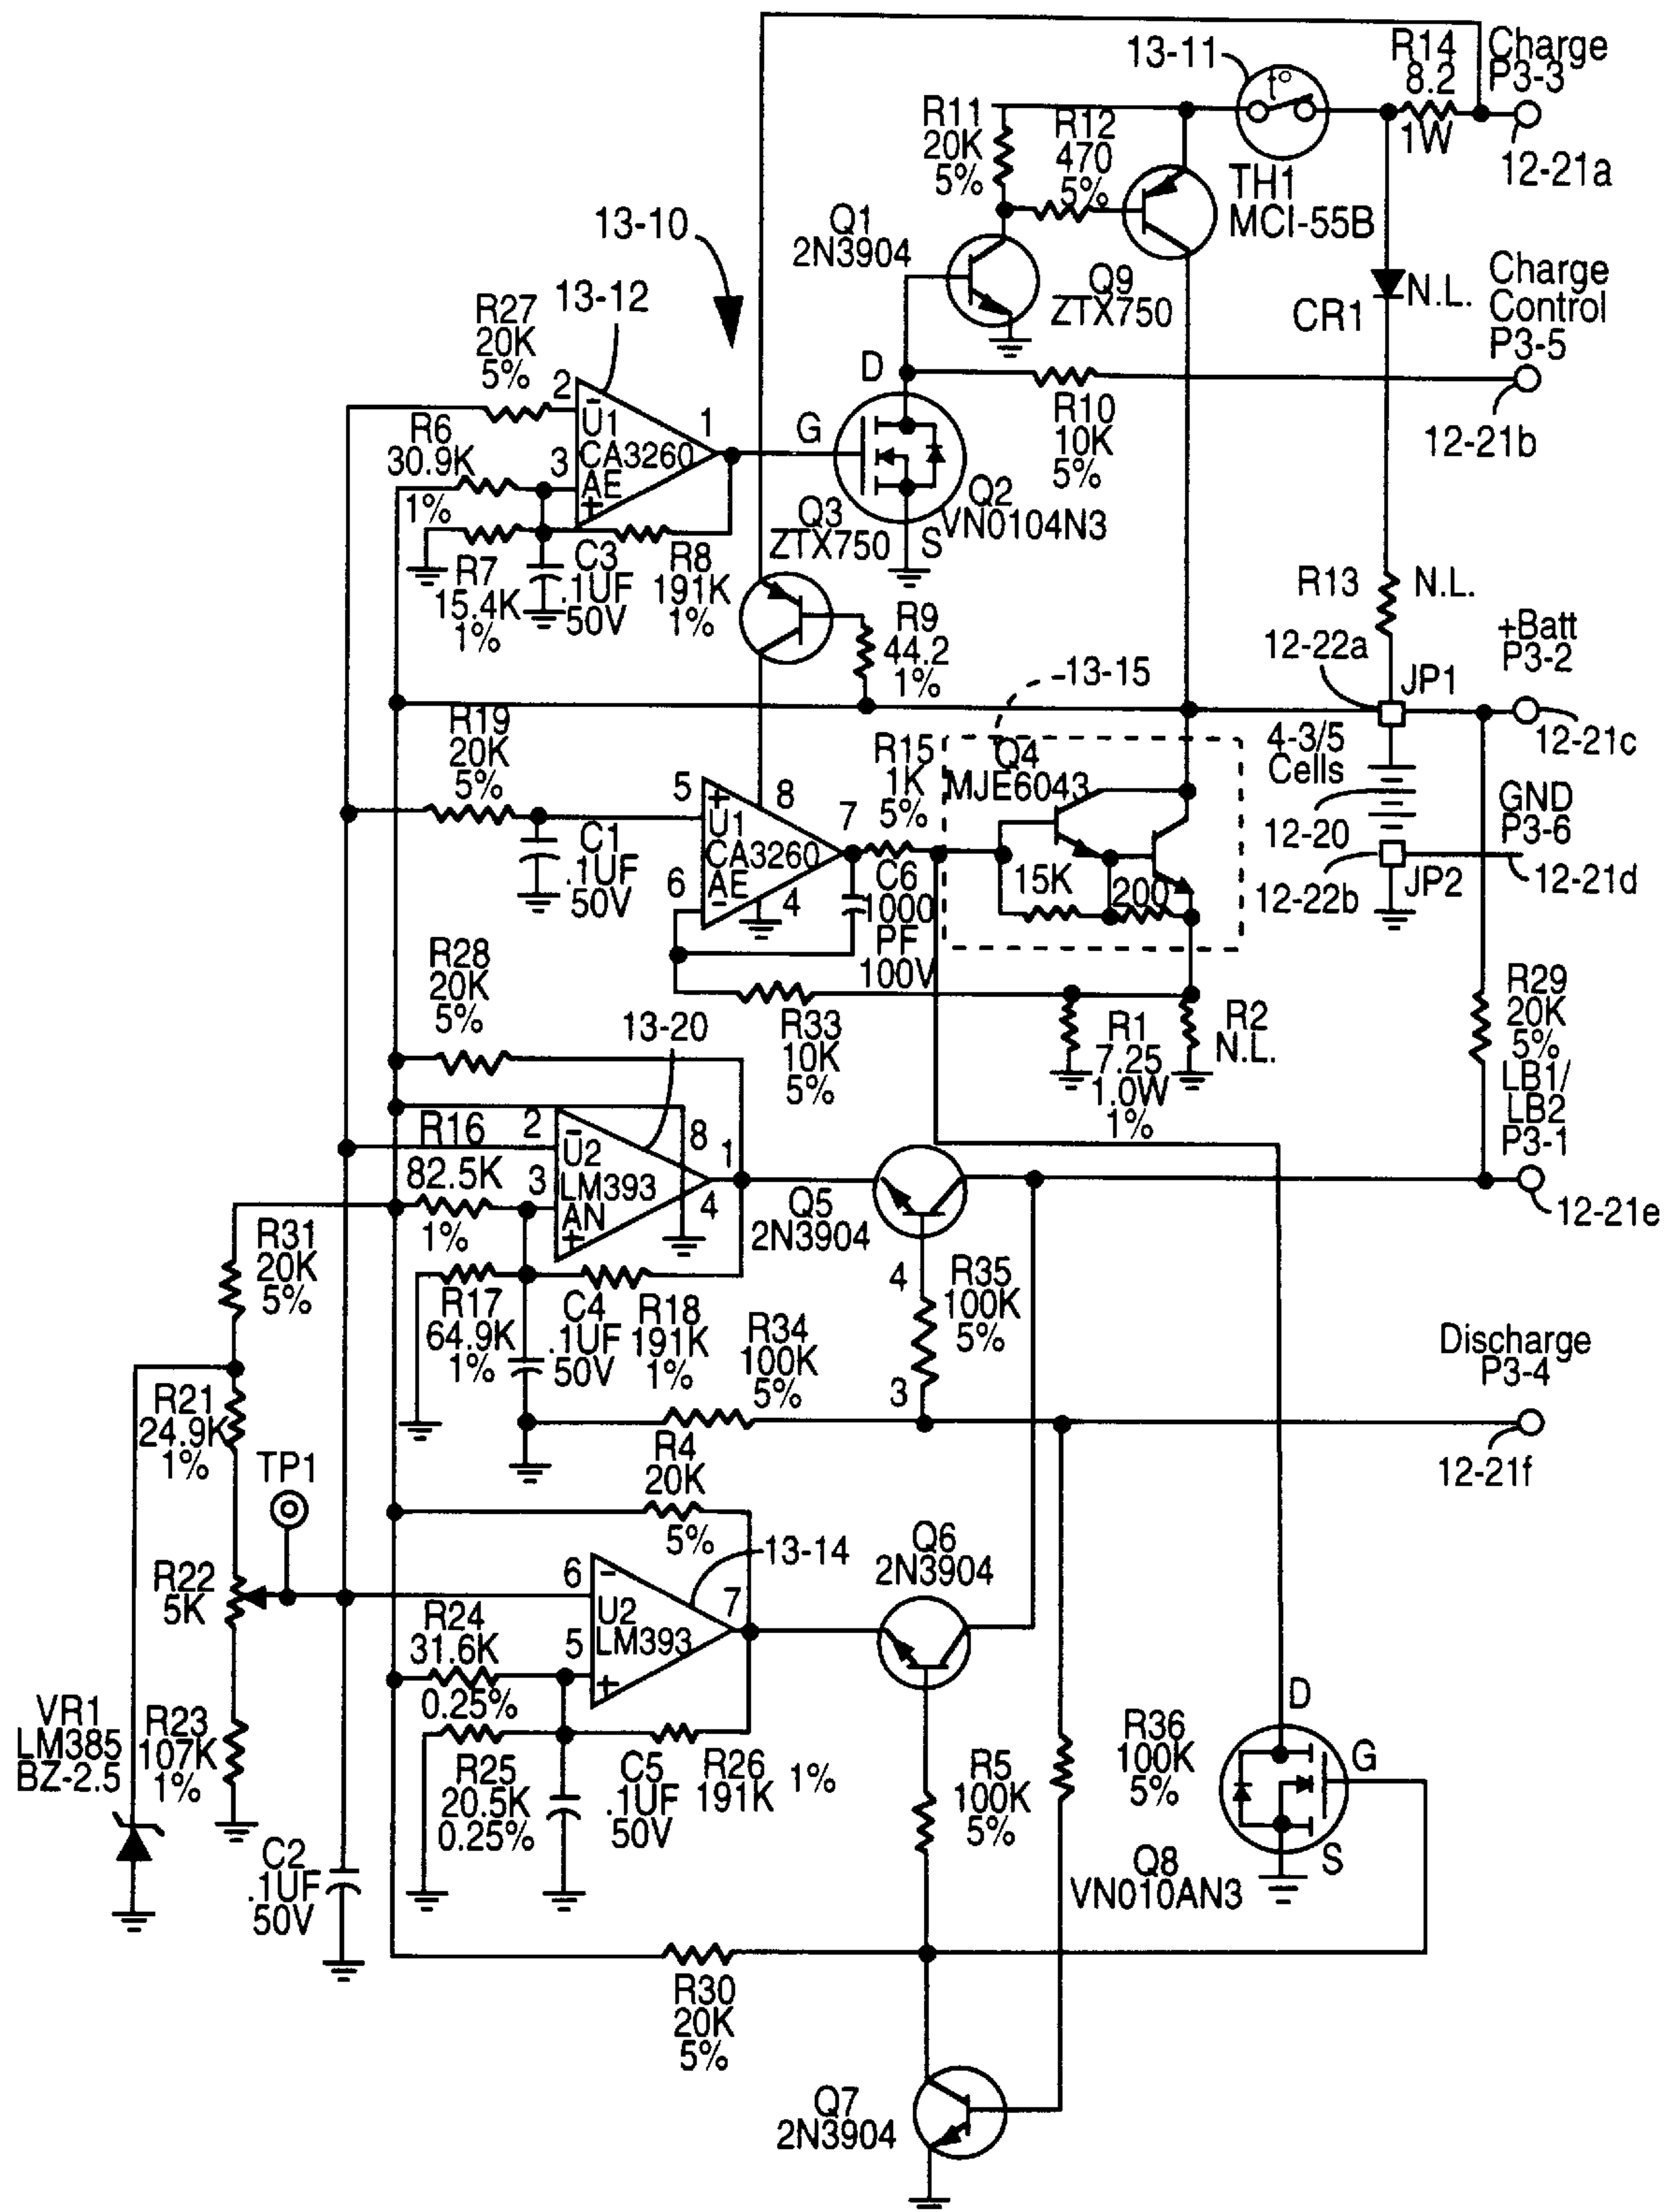 13-11
R14
8.2
1W
Charge
P3-3
12-21a
R11
20K
5%
R12
470
5%
TH1
MCI-55B
Q1
2N3904
13-10
Q9
ZTX750
N.L.
CR1
Charge
Control
P3-5
12-21b
R27
20K
5%
13-12
2
U1
CA3260
AE
+
3
1
D
G
S
R10
10K
5%
Q2
VN0104N3
R6
30.9K
1%
Q3
ZTX750
R7
15.4K
1%
C3
.1UF
50V
R8
191K
1%
R9
44.2
1%
R13
N.L.
+Batt
P3-2
12-22a
JP1
12-21c
13-15
4-3/5
Cells
12-20
GND
P3-6
12-22b
JP2
12-21d
R19
20K
5%
C1
.1UF
50V
5
+
8
U1
CA3260
AE
-
6
4
7
R15
1K
5%
Q4
MJE6043
15K
200
C6
1000
PF
100V
R28
20K
5%
13-20
R33
10K
5%
R1
7.25
1.0W
1%
R2
N.L.
R29
20K
5%
LB1/
LB2
P3-1
12-21e
R16
82.5K
1%
2
-
U2
LM393
AN
+
3
8
1
4
Q5
2N3904
R31
20K
5%
R17
64.9K
1%
C4
.1UF
50V
R18
191K
1%
R34
100K
5%
4
R35
100K
5%
3
Discharge
P3-4
12-21f
R21
24.9K
1%
TP1
R4
20K
5%
13-14
R22
5K
6
-
U2
LM393
5
+
7
Q6
2N3904
R24
31.6K
0.25%
VR1
LM385
BZ-2.5
R23
107K
1%
R25
20.5K
0.25%
C5
.1UF
50V
R26
191K
1%
R5
100K
5%
R36
100K
5%
D
G
S
Q8
VN010AN3
C2
.1UF
50V
R30
20K
5%
Q7
2N3904